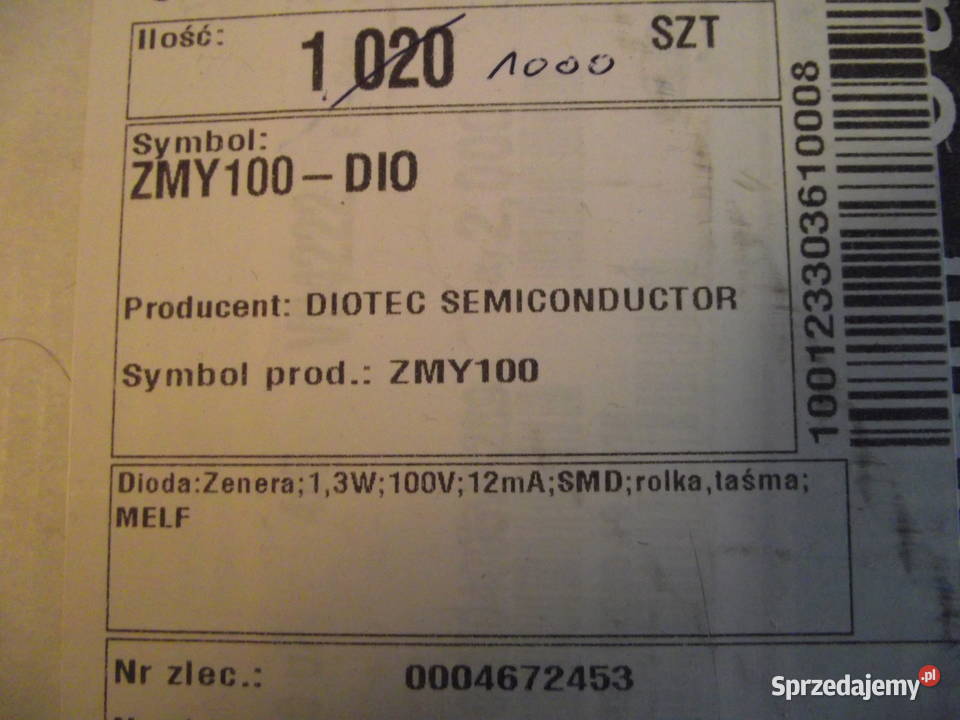 Ilość: 1 020 1000 SZT
Symbol:
ZMY100-DIO
Producent: DIOTEC SEMICONDUCTOR
Symbol prod.: ZMY100
Dioda:Zenera;1,3W;100V;12mA;SMD;rolka,taśma;
MELF
Nr zlec.: 0004672453
100123303610008
Sprzedajemy.pl